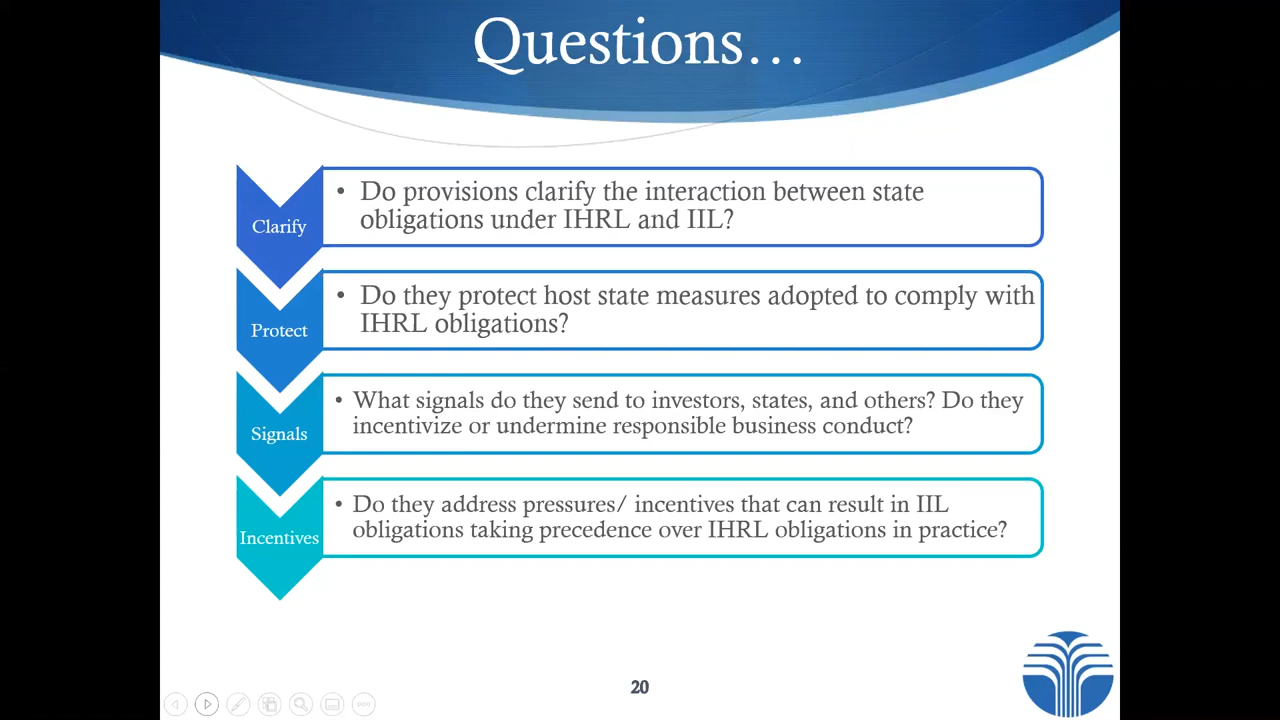 Questions…
Clarify
• Do provisions clarify the interaction between state
obligations under IHRL and IIL?
Protect
• Do they protect host state measures adopted to comply with
IHRL obligations?
Signals
• What signals do they send to investors, states, and others? Do they
incentivize or undermine responsible business conduct?
Incentives
• Do they address pressures/ incentives that can result in IIL
obligations taking precedence over IHRL obligations in practice?
20